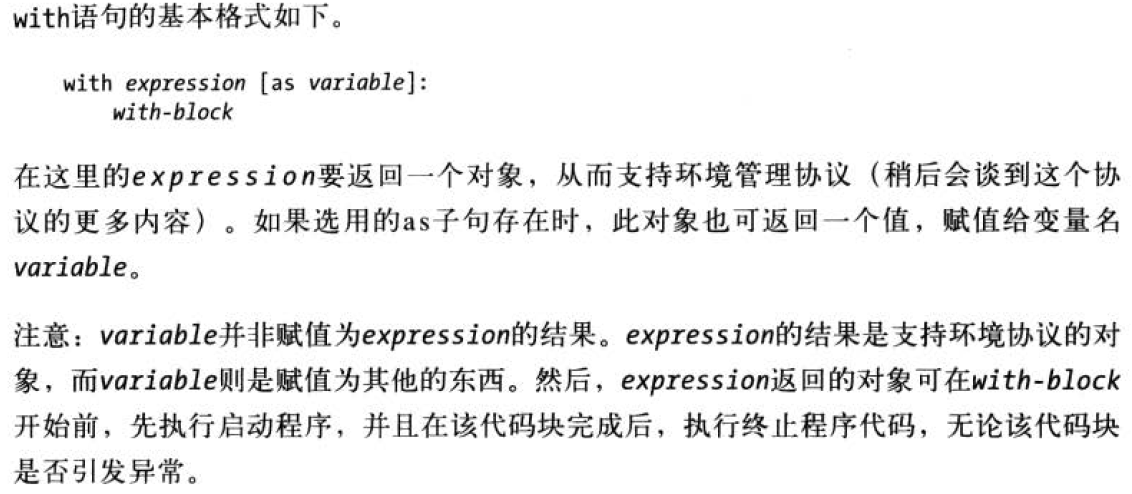 with语句的基本格式如下。
with expression [as variable]:
with-block
在这里的expression要返回一个对象，从而支持环境管理协议（稍后会谈到这个协
议的更多内容）。如果选用的as子句存在时，此对象也可返回一个值，赋值给变量名
variable。
注意：variable并非赋值为expression的结果。expression的结果是支持环境协议的对
象，而variable则是赋值为其他的东西。然后，expression返回的对象可在with-block
开始前，先执行启动程序，并且在该代码块完成后，执行终止程序代码，无论该代码块
是否引发异常。